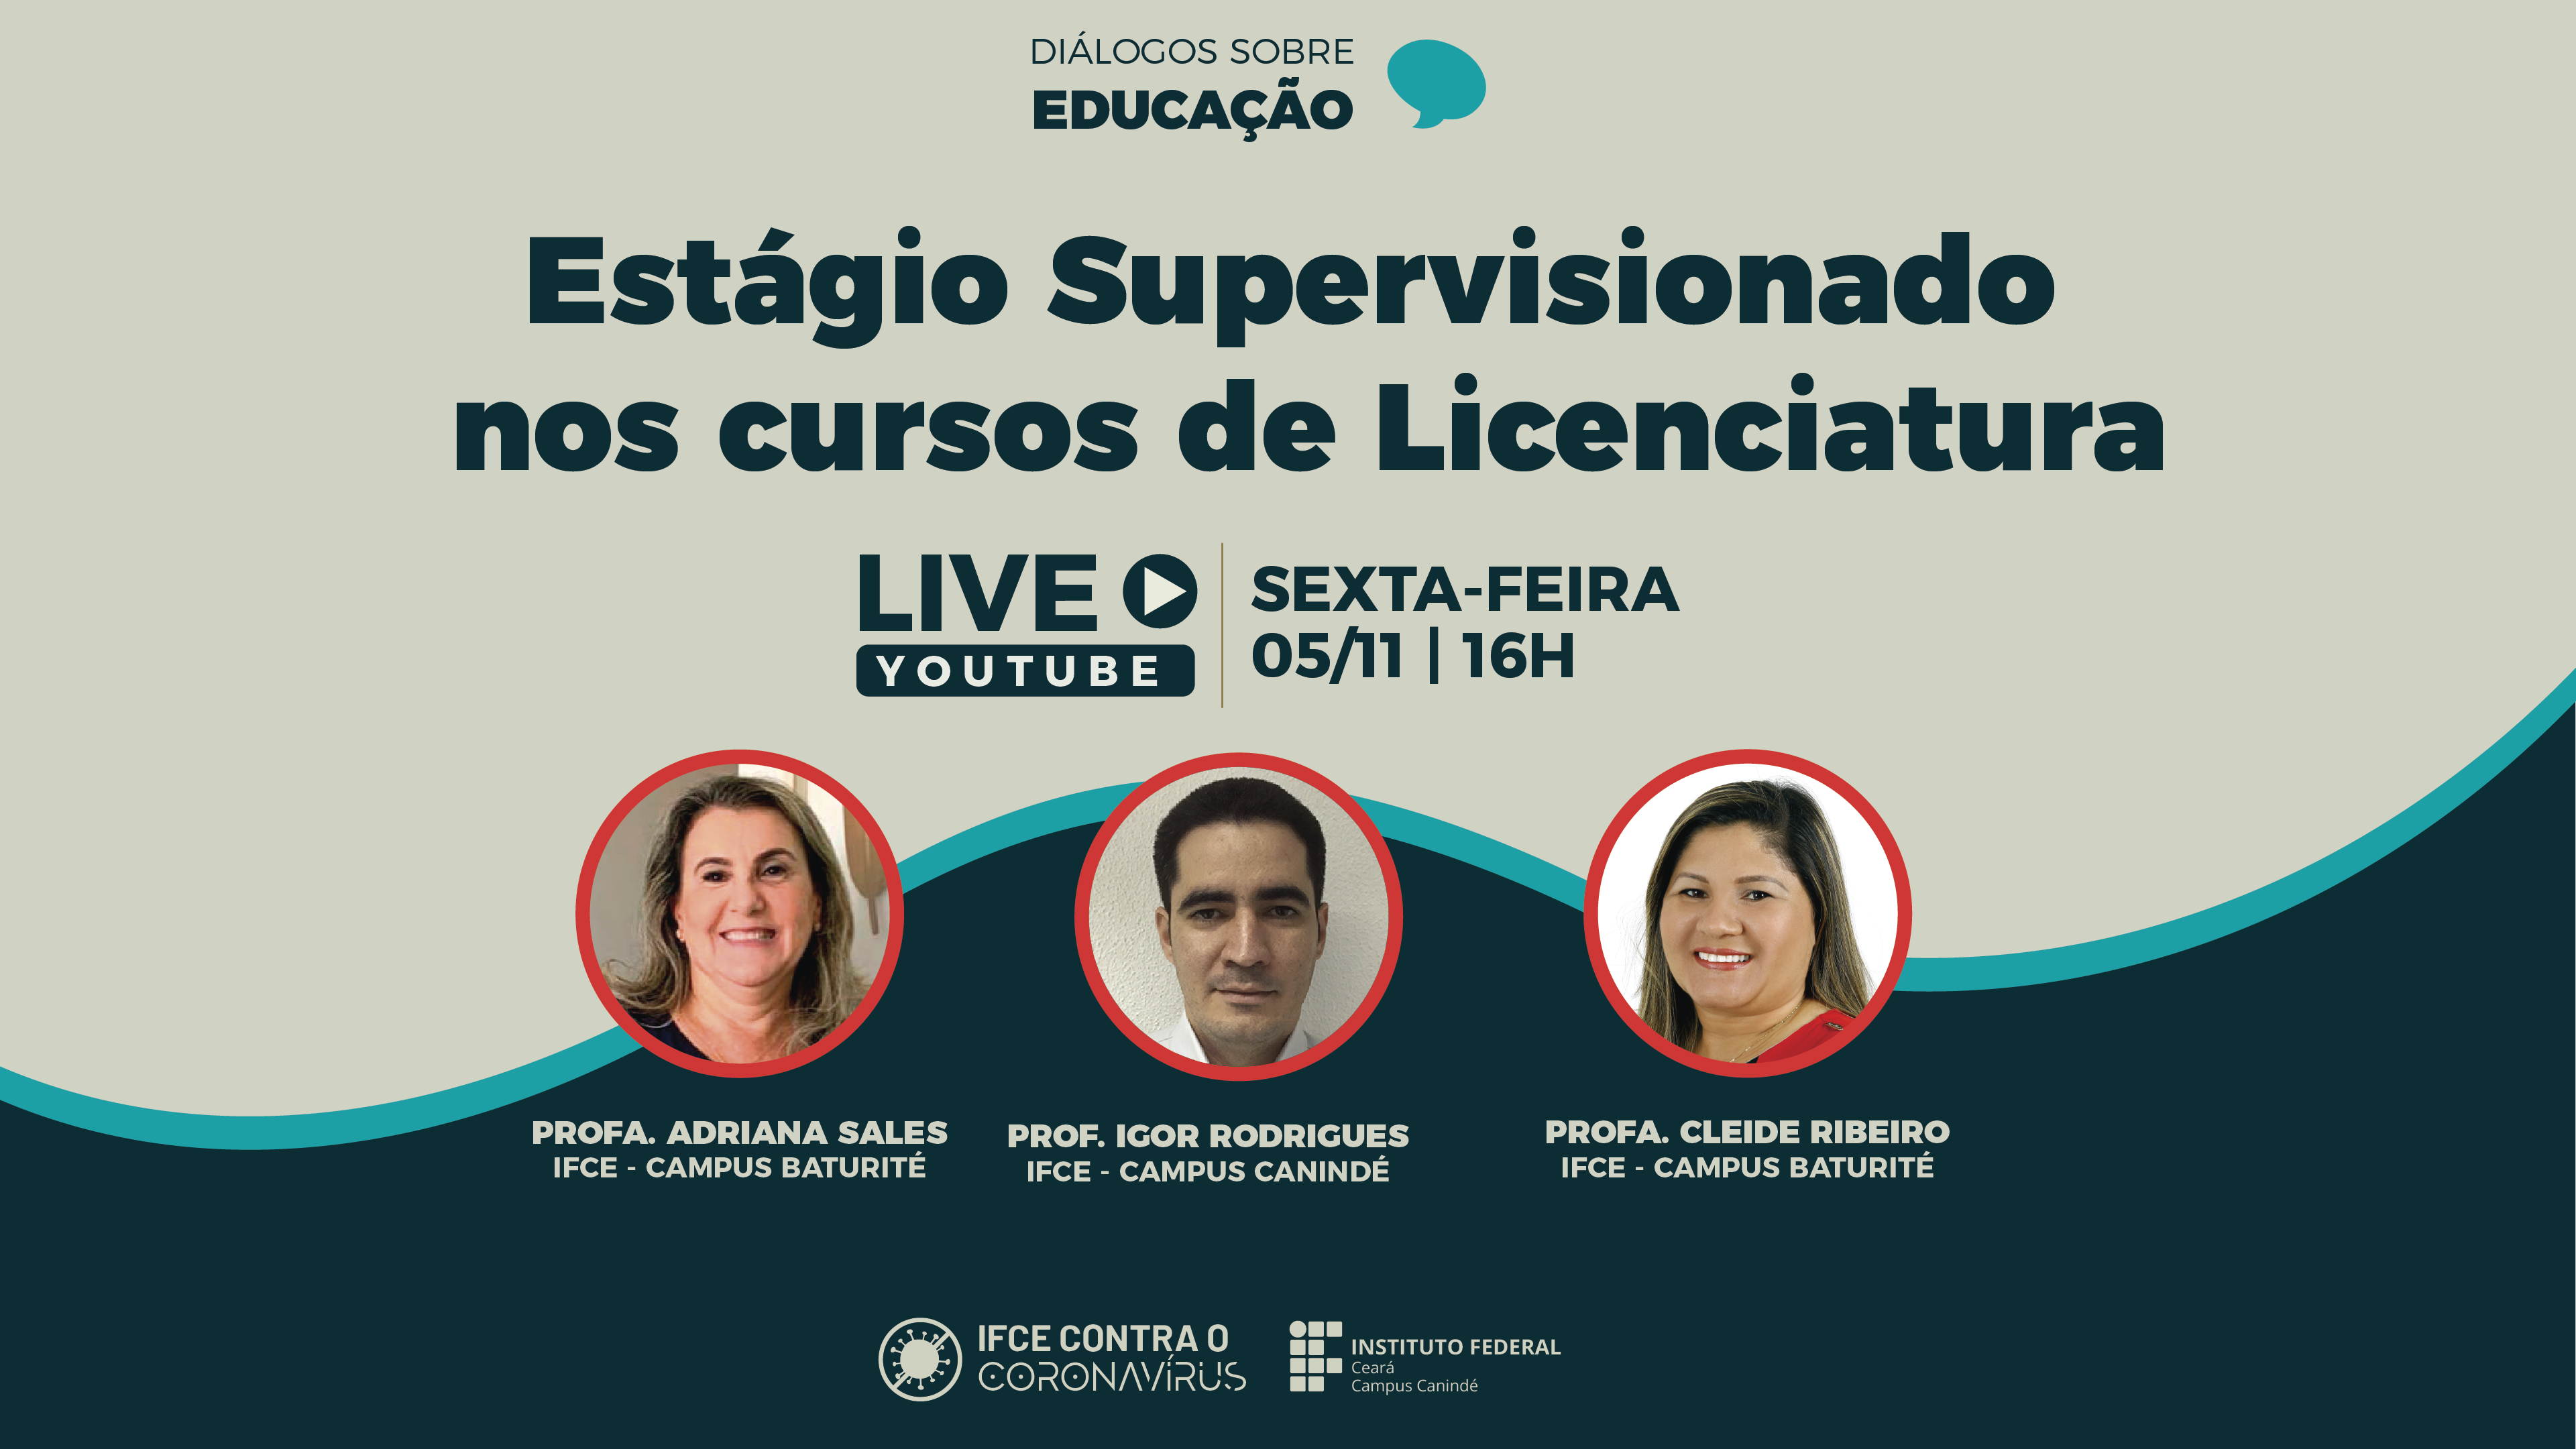 DIÁLOGOS SOBRE
EDUCAÇÃO
Estágio Supervisionado
nos cursos de Licenciatura
LIVE
YOUTUBE
SEXTA-FEIRA
05/11 | 16H
PROFA. ADRIANA SALES
IFCE - CAMPUS BATURITÉ
PROF. IGOR RODRIGUES
IFCE - CAMPUS CANINDÉ
PROFA. CLEIDE RIBEIRO
IFCE - CAMPUS BATURITÉ
IFCE CONTRA O
CORONAVÍRUS
INSTITUTO FEDERAL
Ceará
Campus Canindé